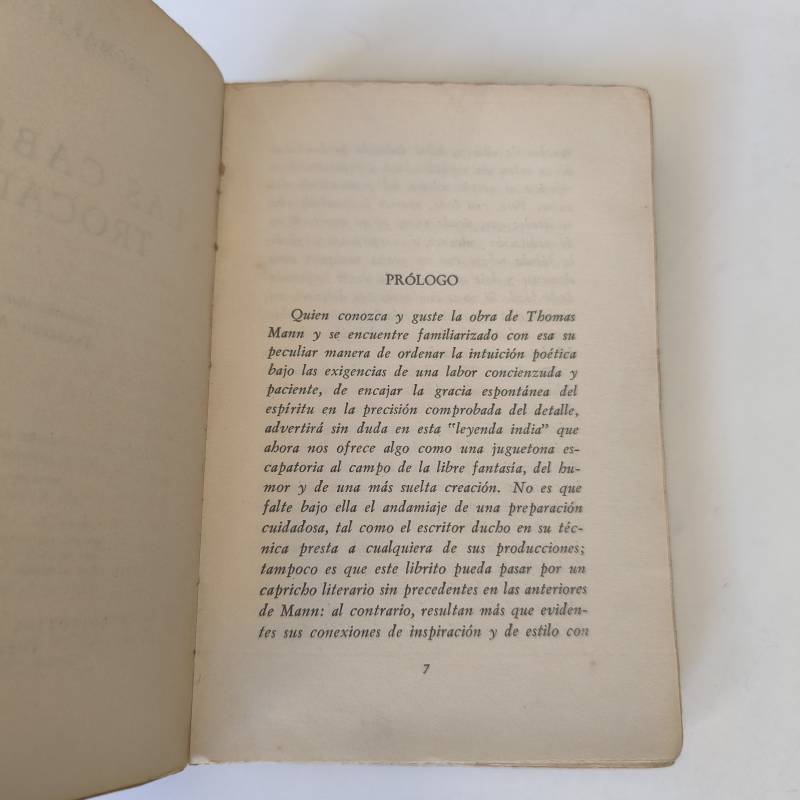 LAS CAB
TROCAD
PRÓLOGO
Quien conozca y guste la obra de Thomas
Mann y se encuentre familiarizado con esa su
peculiar manera de ordenar la intuición poética
bajo las exigencias de una labor concienzuda y
paciente, de encajar la gracia espontánea del
espíritu en la precisión comprobada del detalle,
advertirá sin duda en esta "leyenda india" que
ahora nos ofrece algo como una juguetona es-
capatoria al campo de la libre fantasía, del hu-
mor y de una más suelta creación. No es que
falte bajo ella el andamiaje de una preparación
cuidadosa, tal como el escritor ducho en su téc-
nica presta a cualquiera de sus producciones;
tampoco es que este librito pueda pasar por un
capricho literario sin precedentes en las anteriores
de Mann: al contrario, resultan más que eviden-
tes sus conexiones de inspiración y de estilo con
7